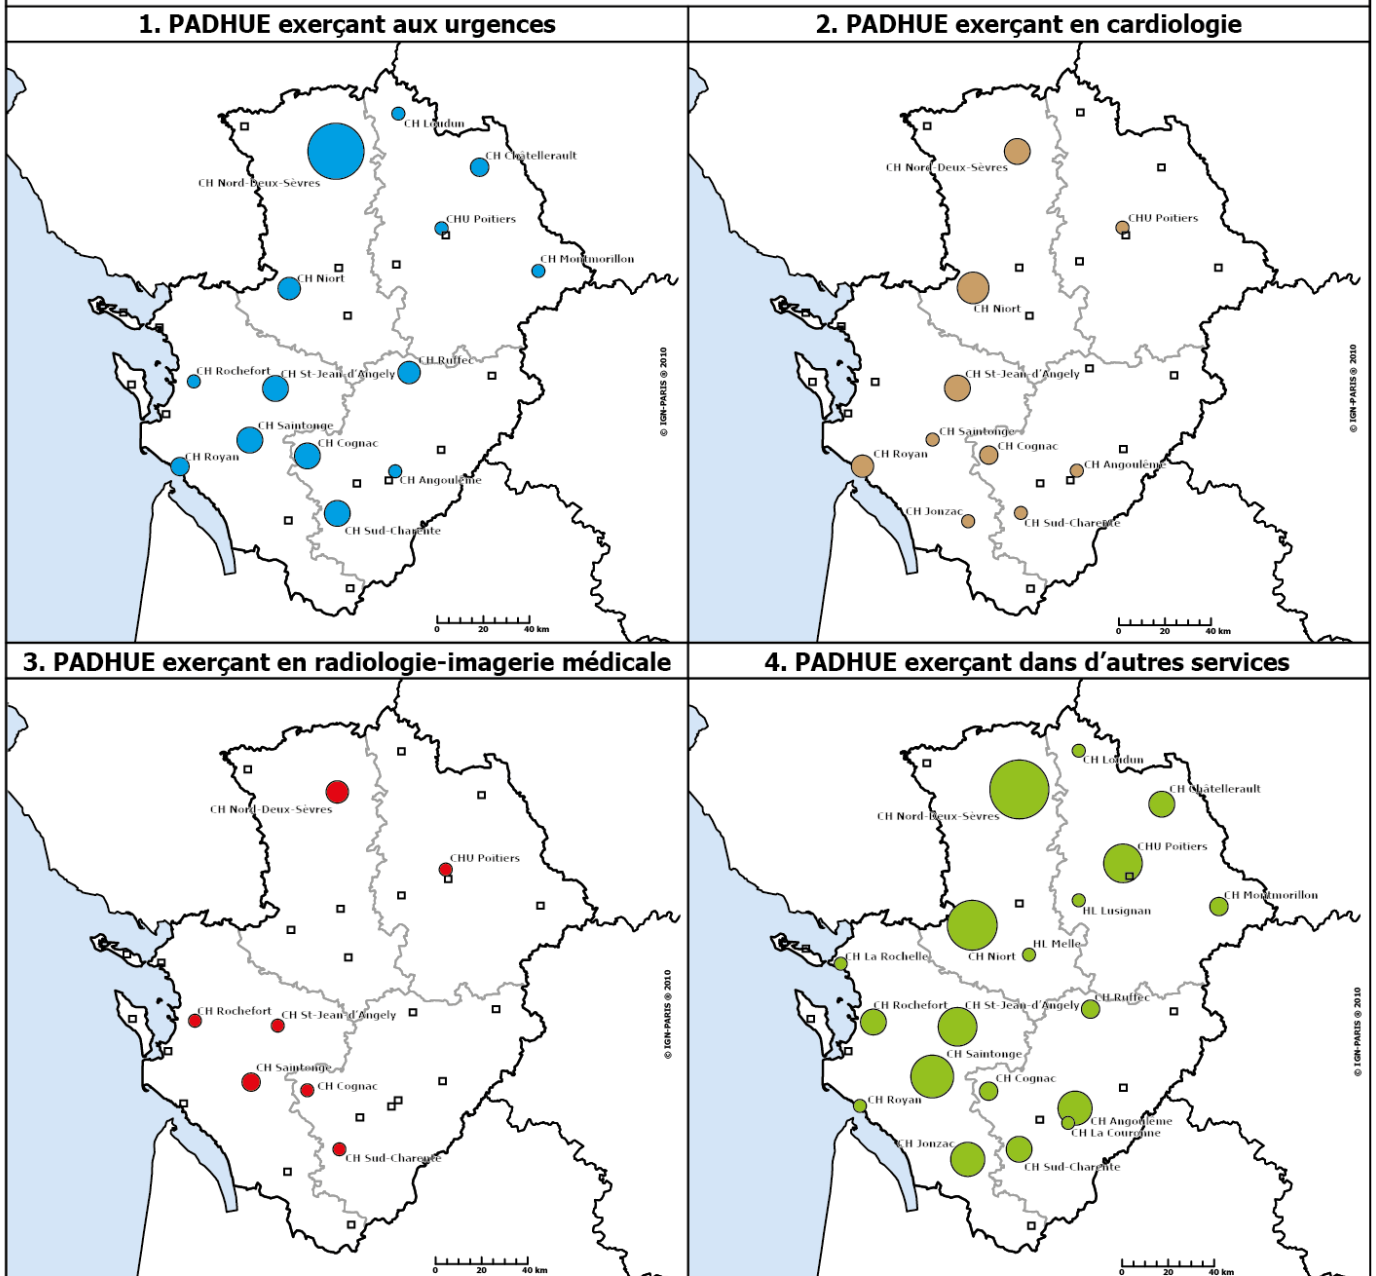 1. PADHUE exerçant aux urgences
CH Loudun
CH Châtellerault
CH Nord-Deux-Sèvres
CHU Poitiers
CH Montmorillon
CH Niort
CH Ruffec
CH Rochefort
CH St-Jean-d'Angely
CH Saintonge
CH Cognac
CH Royan
CH Angoulême
CH Sud-Charente
© IGN-PARIS ® 2010
0 20 40 km
2. PADHUE exerçant en cardiologie
CH Nord-Deux-Sèvres
CHU Poitiers
CH Niort
CH St-Jean-d'Angely
CH Saintonge
CH Cognac
CH Royan
CH Angoulême
CH Jonzac
CH Sud-Charente
© IGN-PARIS ® 2010
0 20 40 km
3. PADHUE exerçant en radiologie-imagerie médicale
CH Nord-Deux-Sèvres
CHU Poitiers
CH Rochefort
CH St-Jean-d'Angely
CH Saintonge
CH Cognac
CH Sud-Charente
© IGN-PARIS ® 2010
0 20 40 km
4. PADHUE exerçant dans d'autres services
CH Loudun
CH Châtellerault
CH Nord-Deux-Sèvres
CHU Poitiers
CH Montmorillon
HL Lusignan
HL Melle
CH Niort
CH La Rochelle
CH Ruffec
CH Rochefort
CH St-Jean-d'Angely
CH Saintonge
CH Cognac
CH Royan
CH Angoulême
CH La Couronne
CH Jonzac
CH Sud-Charente
© IGN-PARIS ® 2010
0 20 40 km